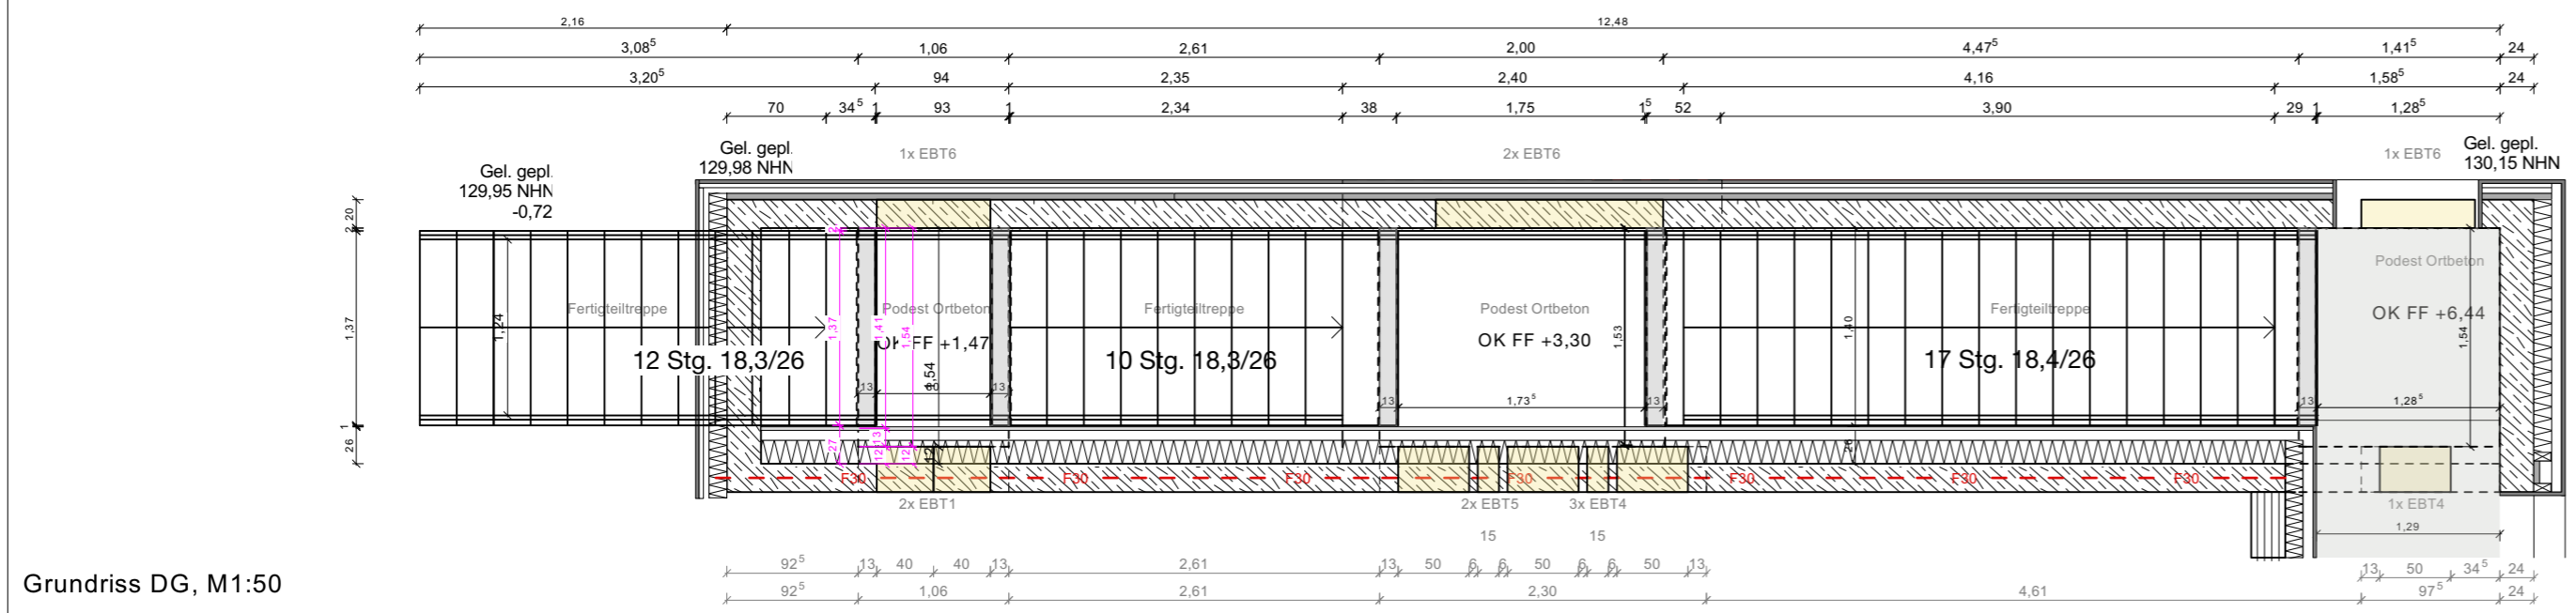 2,16 12,48
3,08⁵ 1,06 2,61 2,00 4,47⁵ 1,41⁵ 24
3,20⁵ 94 2,35 2,40 4,16 1,58⁵ 24
70 34⁵ 1 93 1 2,34 38 1,75 1⁵ 52 3,90 29 1 1,28⁵
Gel. gepl.
129,95 NHN
-0,72
Gel. gepl.
129,98 NHN
1x EBT6
2x EBT6
1x EBT6
Gel. gepl.
130,15 NHN
20
2
1,37
1
26
1,24
Fertigteiltreppe
12 Stg. 18,3/26
2
1,37
1,41
1,54
27
13
12
12
Podest Ortbeton
OK FF +1,47
1,54
13 80 13
12
Fertigteiltreppe
10 Stg. 18,3/26
Podest Ortbeton
OK FF +3,30
1,53
13 1,73⁵ 13
Fertigteiltreppe
1,40
17 Stg. 18,4/26
26
Podest Ortbeton
OK FF +6,44
1,54
13 1,28⁵
F30 F30 F30 F30 F30 F30 F30
2x EBT1
2x EBT5
3x EBT4
1x EBT4
15 15
1,29
92⁵ 13 40 40 13 2,61 13 50 6 6 50 6 6 50 13 13 50 34⁵ 24
92⁵ 1,06 2,61 2,30 4,61 97⁵ 24
Grundriss DG, M1:50